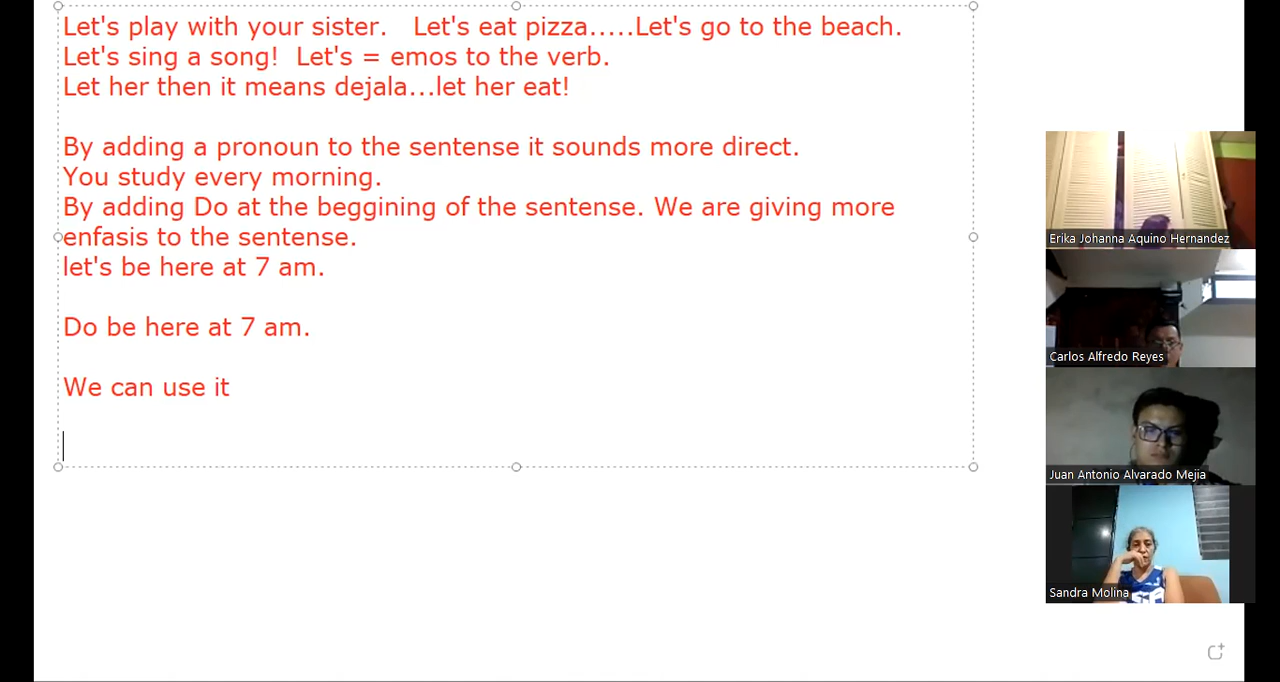 Let's play with your sister.   Let's eat pizza.....Let's go to the beach.
Let's sing a song!  Let's = emos to the verb.
Let her then it means dejala...let her eat!
By adding a pronoun to the sentense it sounds more direct.
You study every morning.
By adding Do at the beggining of the sentense. We are giving more
enfasis to the sentense.
let's be here at 7 am.
Do be here at 7 am.
We can use it
Erika Johanna Aquino Hernandez
Carlos Alfredo Reyes
Juan Antonio Alvarado Mejia
Sandra Molina